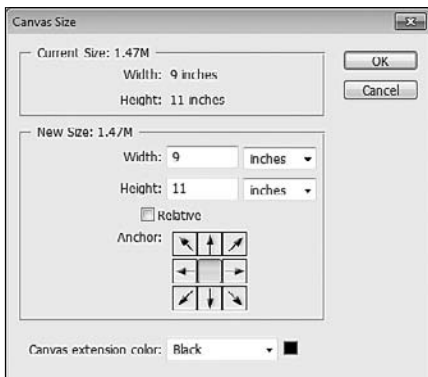 Canvas Size
Current Size: 1.47M
OK
Width: 9 inches
Cancel
Height: 11 inches
New Size: 1.47M
Width: 9 inches
Height: 11 inches
Relative
Anchor:
Canvas extension color: Black